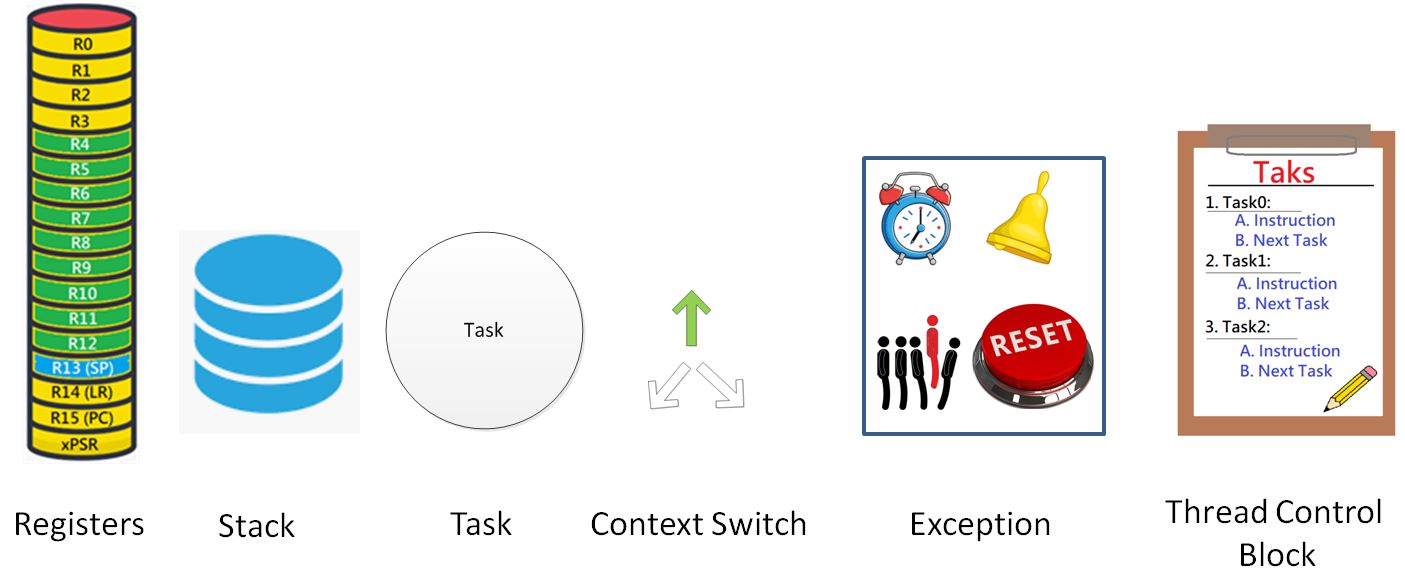 R0
R1
R2
R3
R4
R5
R6
R7
R8
R9
R10
R11
R12
R13 (SP)
R14 (LR)
R15 (PC)
xPSR
Registers
Stack
Task
Task
Context Switch
RESET
Exception
Taks
1. Task0:
A. Instruction
B. Next Task
2. Task1:
A. Instruction
B. Next Task
3. Task2:
A. Instruction
B. Next Task
Thread Control
Block